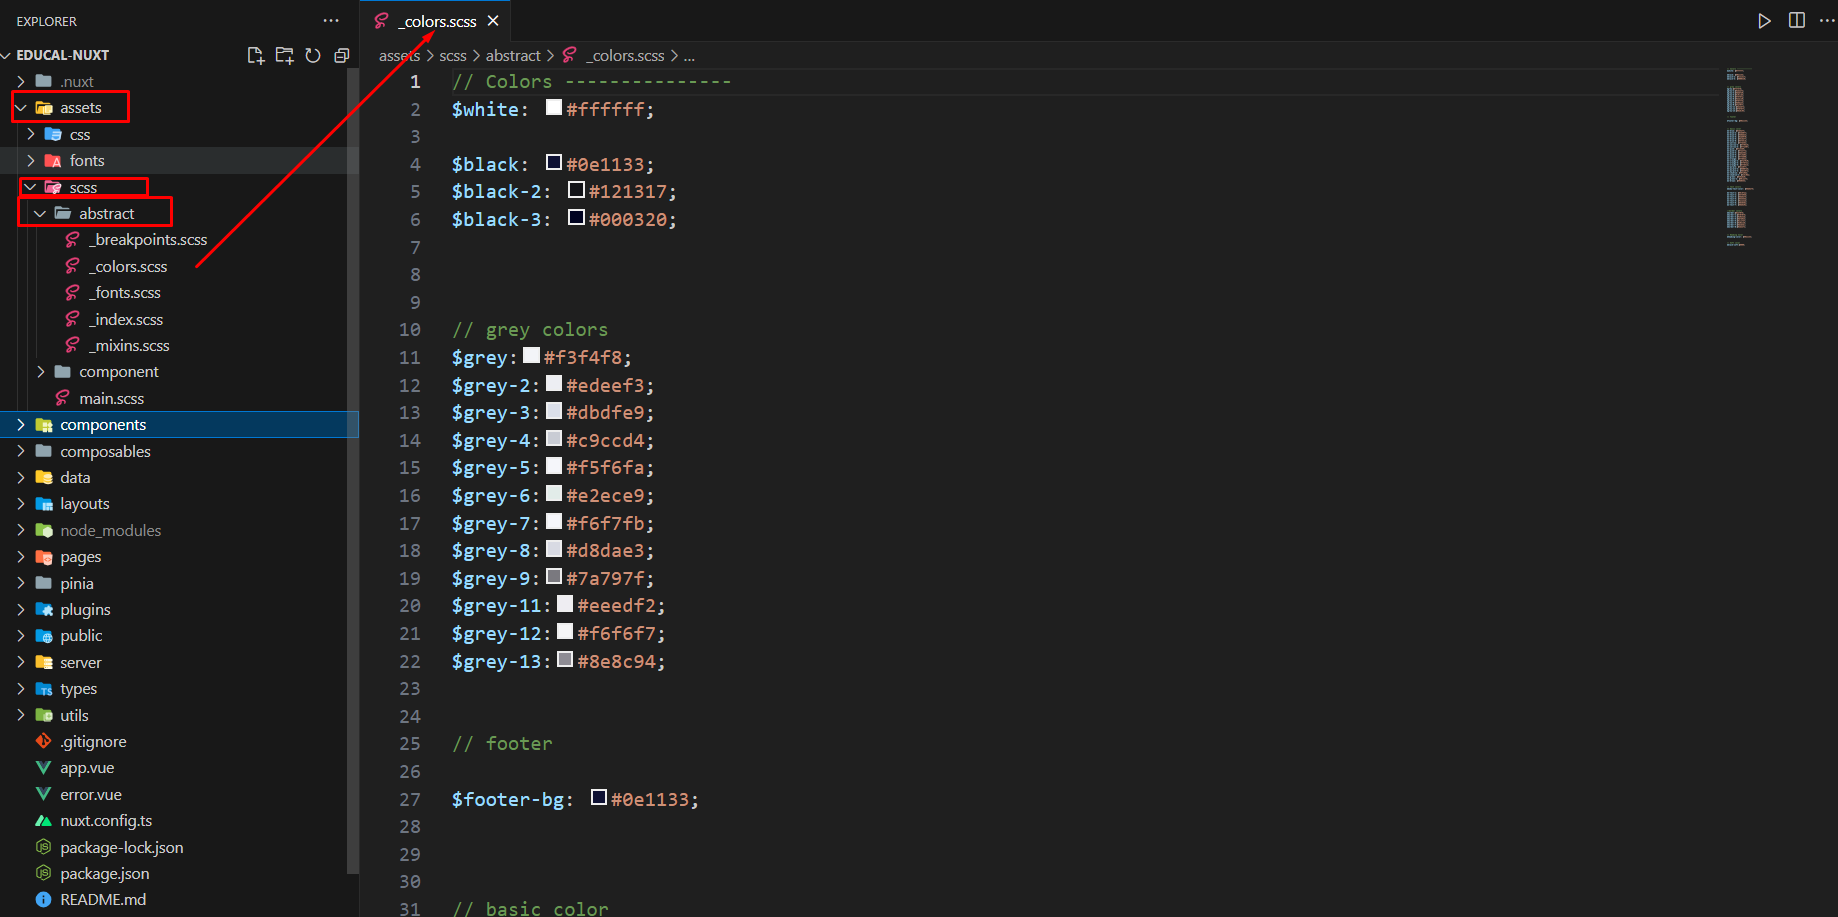 EXPLORER
EDUCAL-NUXT
.nuxt
assets
css
fonts
scss
abstract
_breakpoints.scss
_colors.scss
_fonts.scss
_index.scss
_mixins.scss
component
main.scss
components
composables
data
layouts
node_modules
pages
pinia
plugins
public
server
types
utils
.gitignore
app.vue
error.vue
nuxt.config.ts
package-lock.json
package.json
README.md
_colors.scss
assets > scss > abstract > _colors.scss > ...
1 // Colors ---------------
2 $white: #ffffff;
3
4 $black: #0e1133;
5 $black-2: #121317;
6 $black-3: #000320;
7
8
9
10 // grey colors
11 $grey: #f3f4f8;
12 $grey-2: #edeef3;
13 $grey-3: #dbdfe9;
14 $grey-4: #c9ccd4;
15 $grey-5: #f5f6fa;
16 $grey-6: #e2ece9;
17 $grey-7: #f6f7fb;
18 $grey-8: #d8dae3;
19 $grey-9: #7a797f;
20 $grey-11: #eeedf2;
21 $grey-12: #f6f6f7;
22 $grey-13: #8e8c94;
23
24
25 // footer
26
27 $footer-bg: #0e1133;
28
29
30
31 // basic color